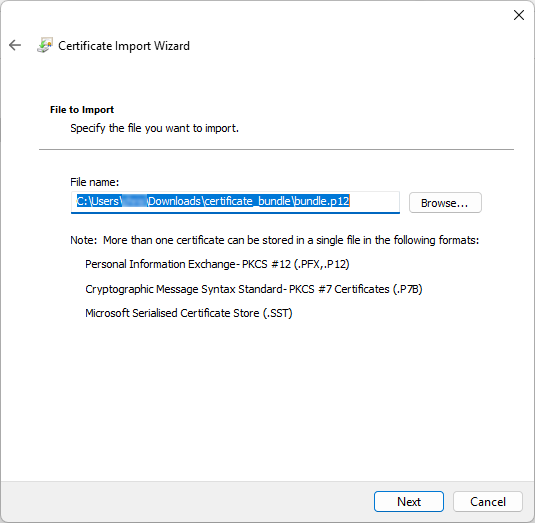 Certificate Import Wizard
File to Import
Specify the file you want to import.
File name:
C:\Users\ \Downloads\certificate_bundle\bundle.p12
Browse...
Note: More than one certificate can be stored in a single file in the following formats:
Personal Information Exchange- PKCS #12 (.PFX,.P12)
Cryptographic Message Syntax Standard- PKCS #7 Certificates (.P7B)
Microsoft Serialised Certificate Store (.SST)
Next
Cancel